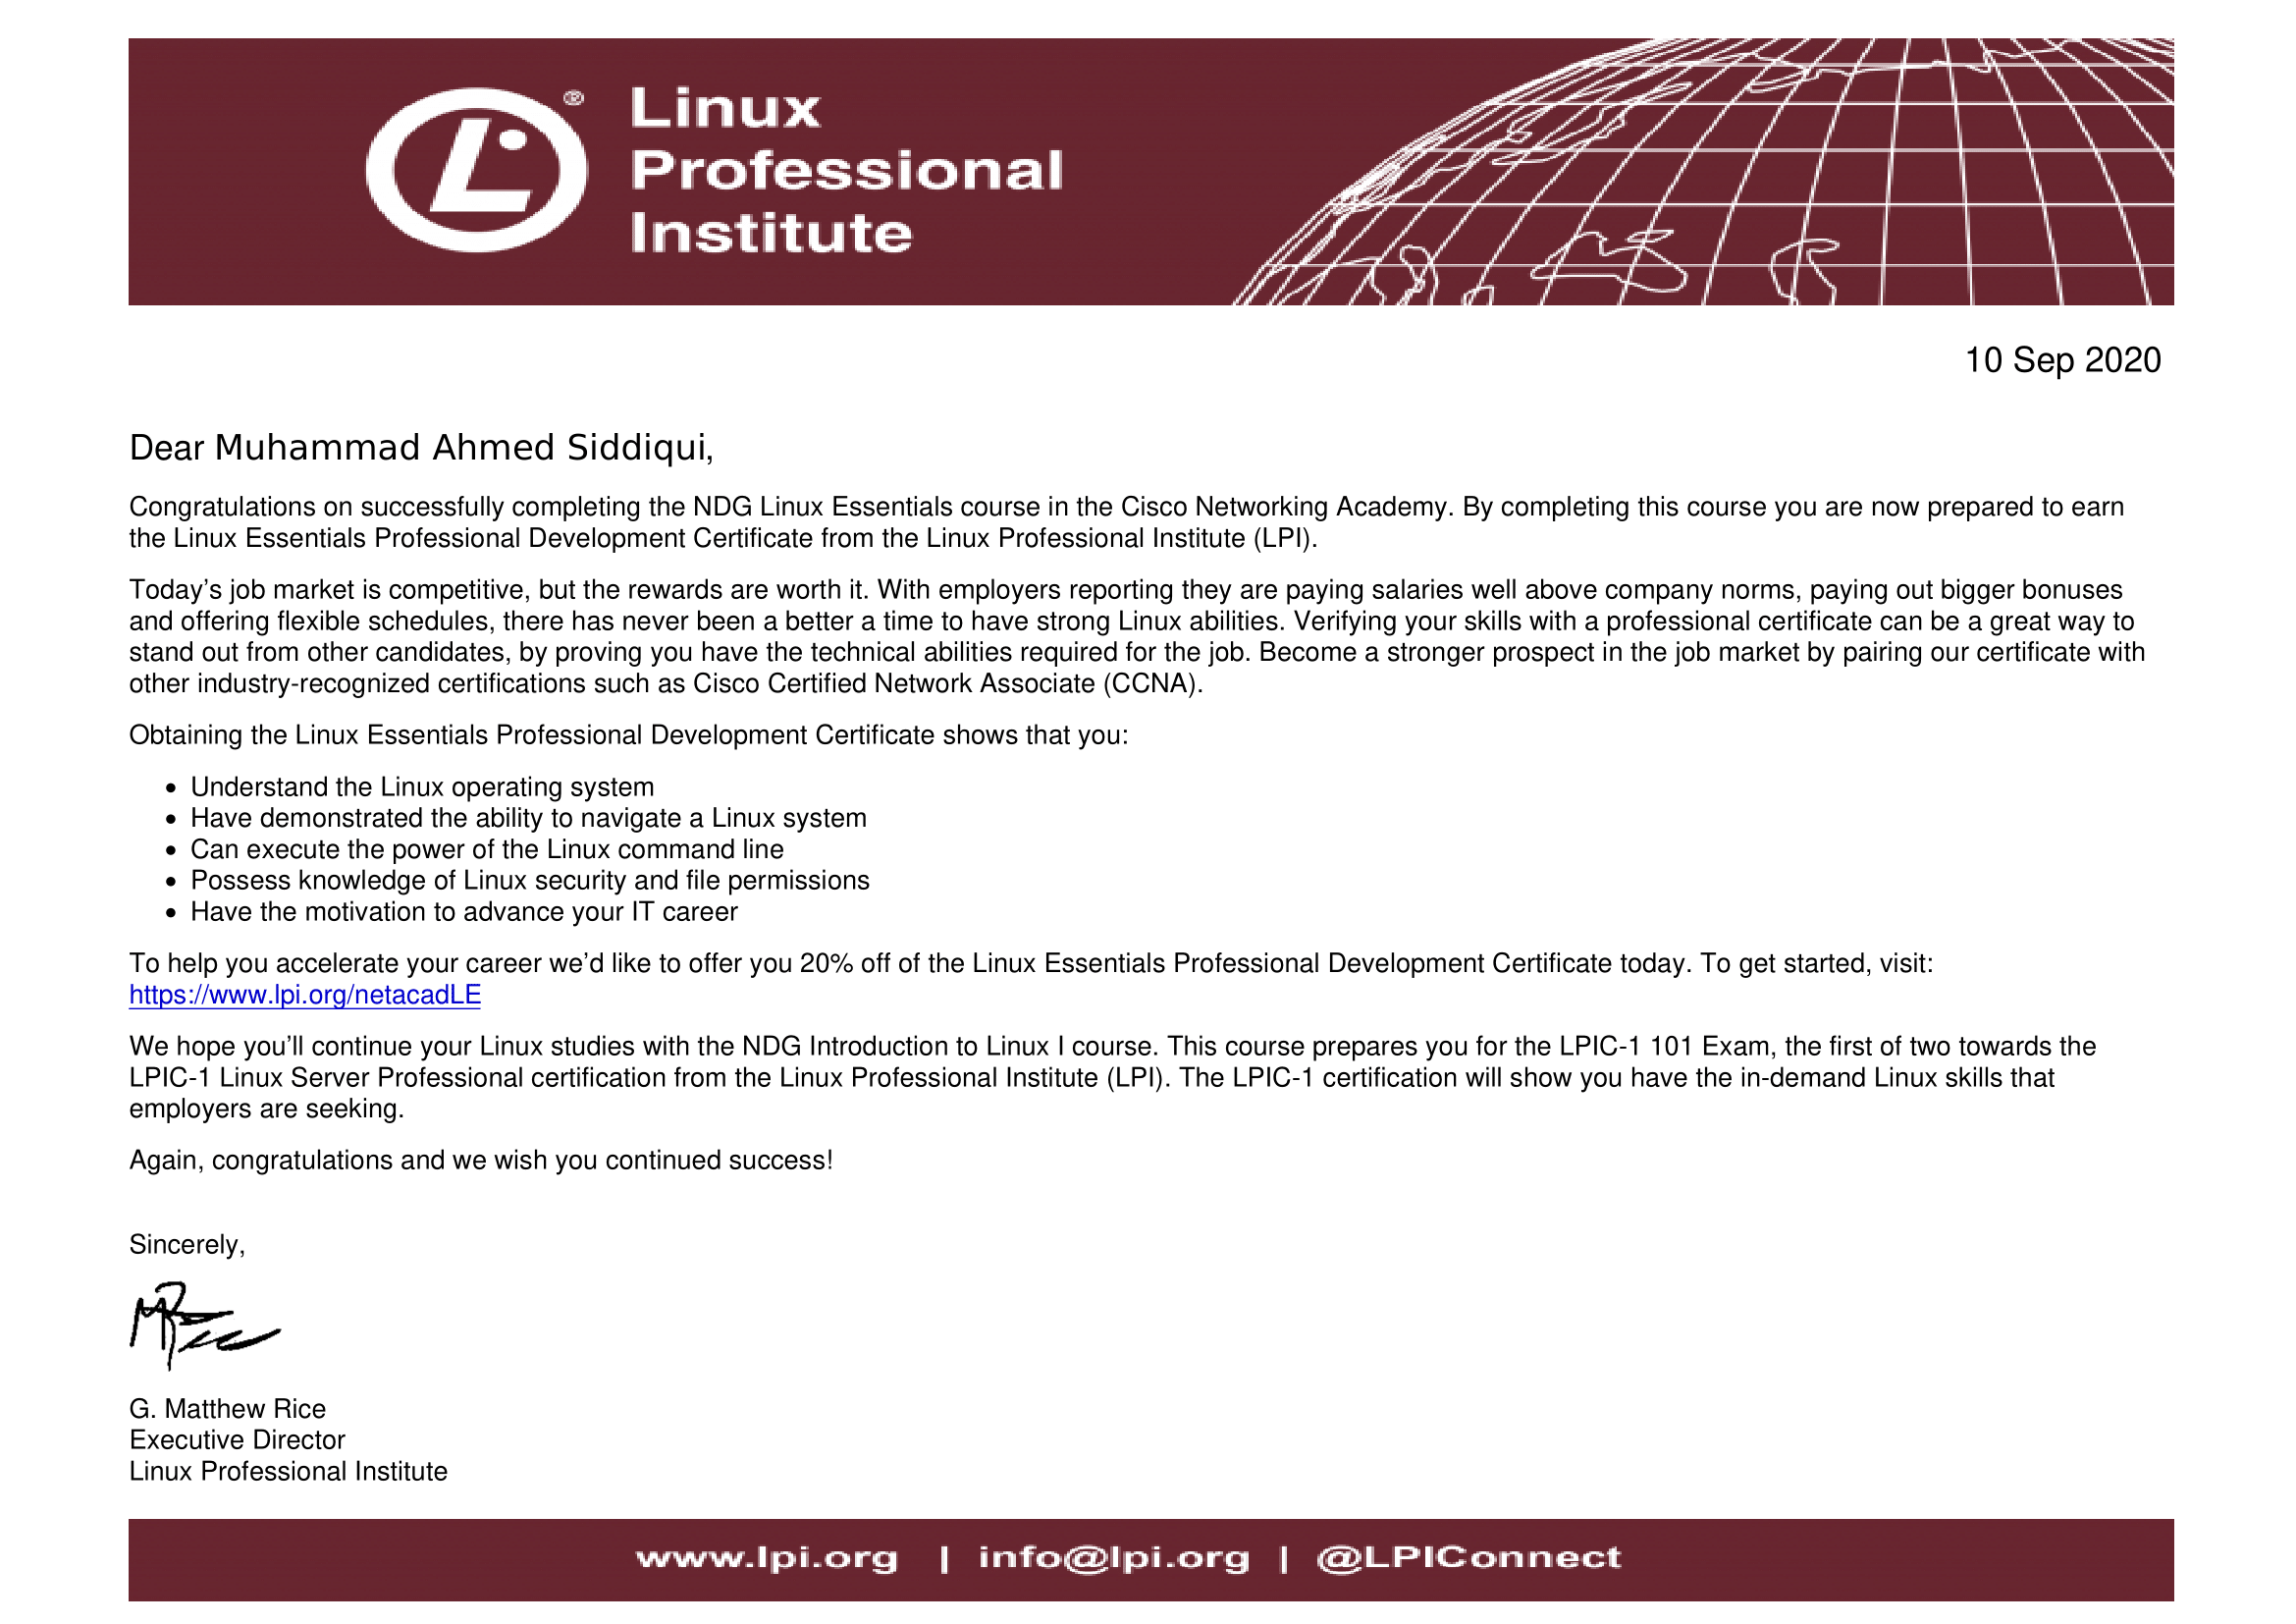 Linux
Professional
Institute
10 Sep 2020
Dear Muhammad Ahmed Siddiqui,
Congratulations on successfully completing the NDG Linux Essentials course in the Cisco Networking Academy. By completing this course you are now prepared to earn
the Linux Essentials Professional Development Certificate from the Linux Professional Institute (LPI).
Today’s job market is competitive, but the rewards are worth it. With employers reporting they are paying salaries well above company norms, paying out bigger bonuses
and offering flexible schedules, there has never been a better a time to have strong Linux abilities. Verifying your skills with a professional certificate can be a great way to
stand out from other candidates, by proving you have the technical abilities required for the job. Become a stronger prospect in the job market by pairing our certificate with
other industry-recognized certifications such as Cisco Certified Network Associate (CCNA).
Obtaining the Linux Essentials Professional Development Certificate shows that you:
• Understand the Linux operating system
• Have demonstrated the ability to navigate a Linux system
• Can execute the power of the Linux command line
• Possess knowledge of Linux security and file permissions
• Have the motivation to advance your IT career
To help you accelerate your career we’d like to offer you 20% off of the Linux Essentials Professional Development Certificate today. To get started, visit:
https://www.lpi.org/netacadLE
We hope you’ll continue your Linux studies with the NDG Introduction to Linux I course. This course prepares you for the LPIC-1 101 Exam, the first of two towards the
LPIC-1 Linux Server Professional certification from the Linux Professional Institute (LPI). The LPIC-1 certification will show you have the in-demand Linux skills that
employers are seeking.
Again, congratulations and we wish you continued success!
Sincerely,
G. Matthew Rice
Executive Director
Linux Professional Institute
www.lpi.org | info@lpi.org | @LPIConnect